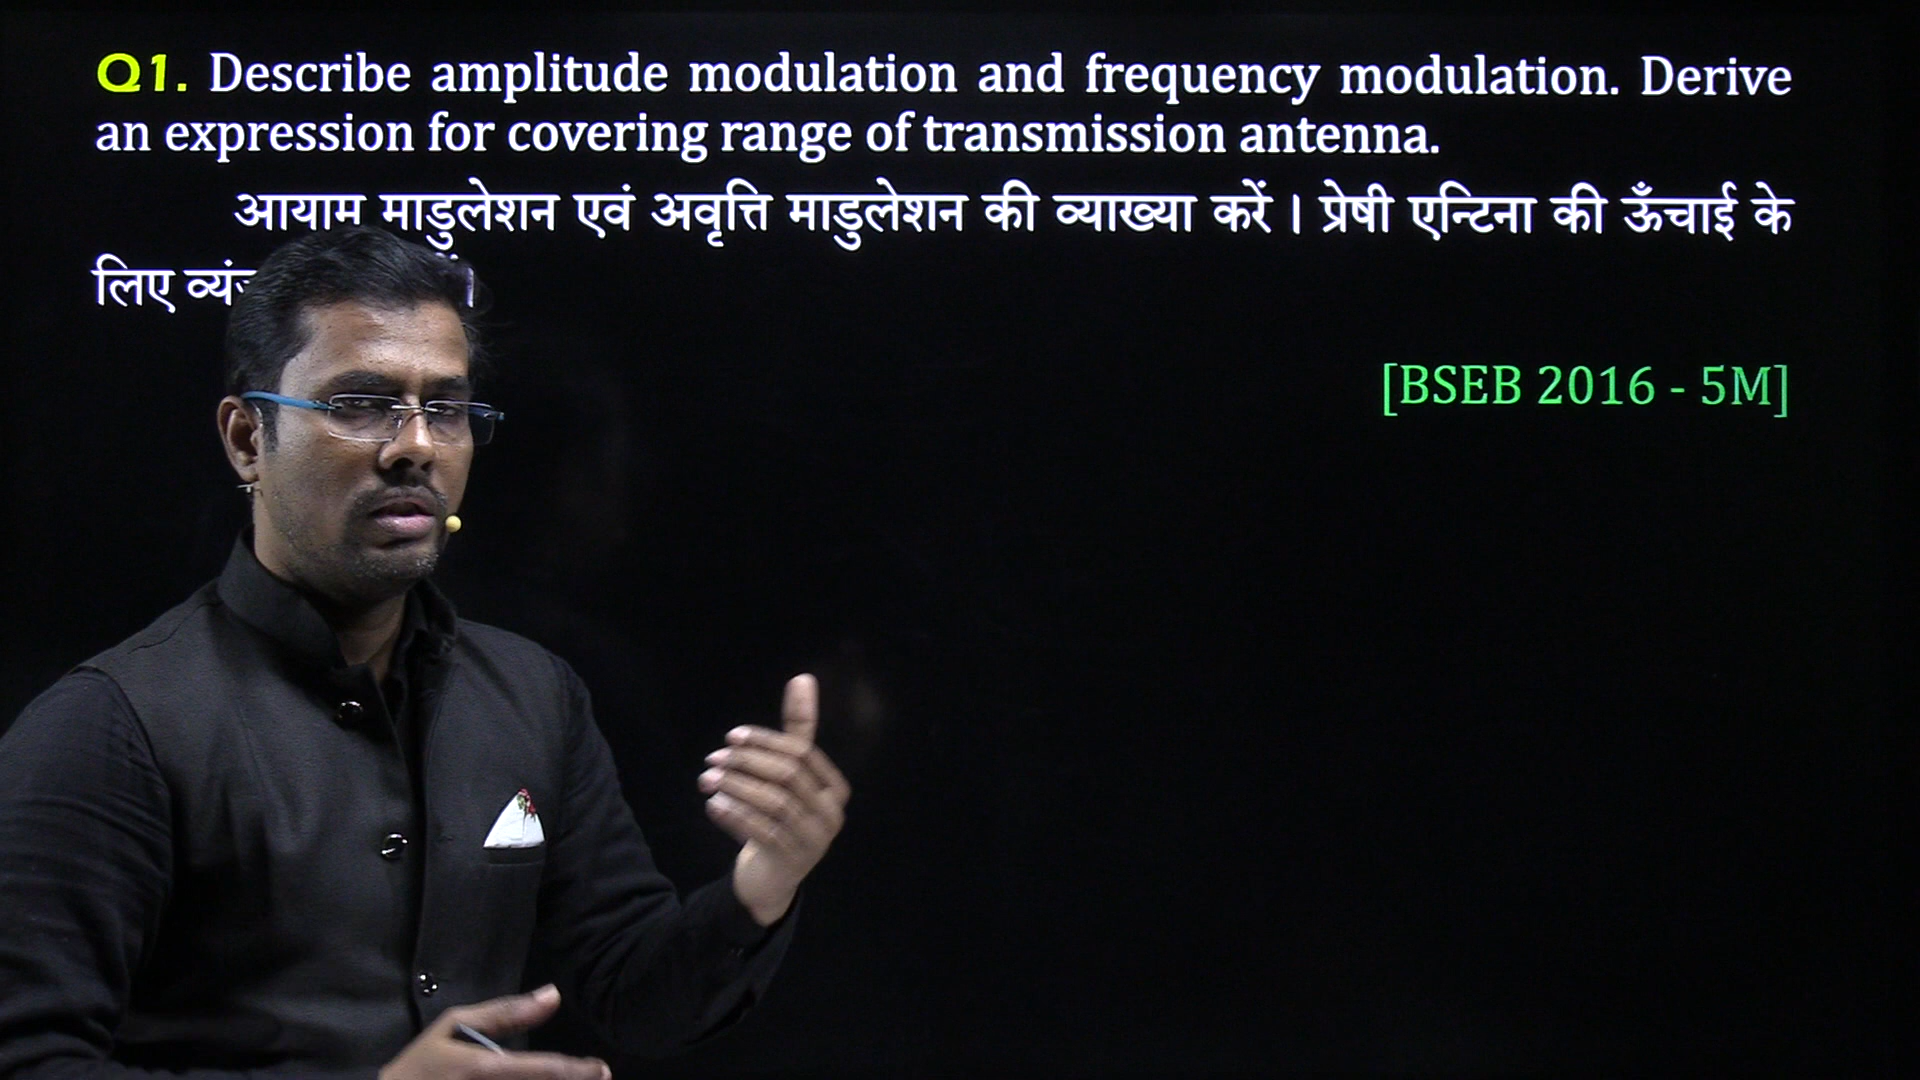 Q1. Describe amplitude modulation and frequency modulation. Derive
an expression for covering range of transmission antenna.
आयाम माडुलेशन एवं अवृत्ति माडुलेशन की व्याख्या करें । प्रेषी एन्टिना की ऊँचाई के
लिए
[BSEB 2016 - 5M]